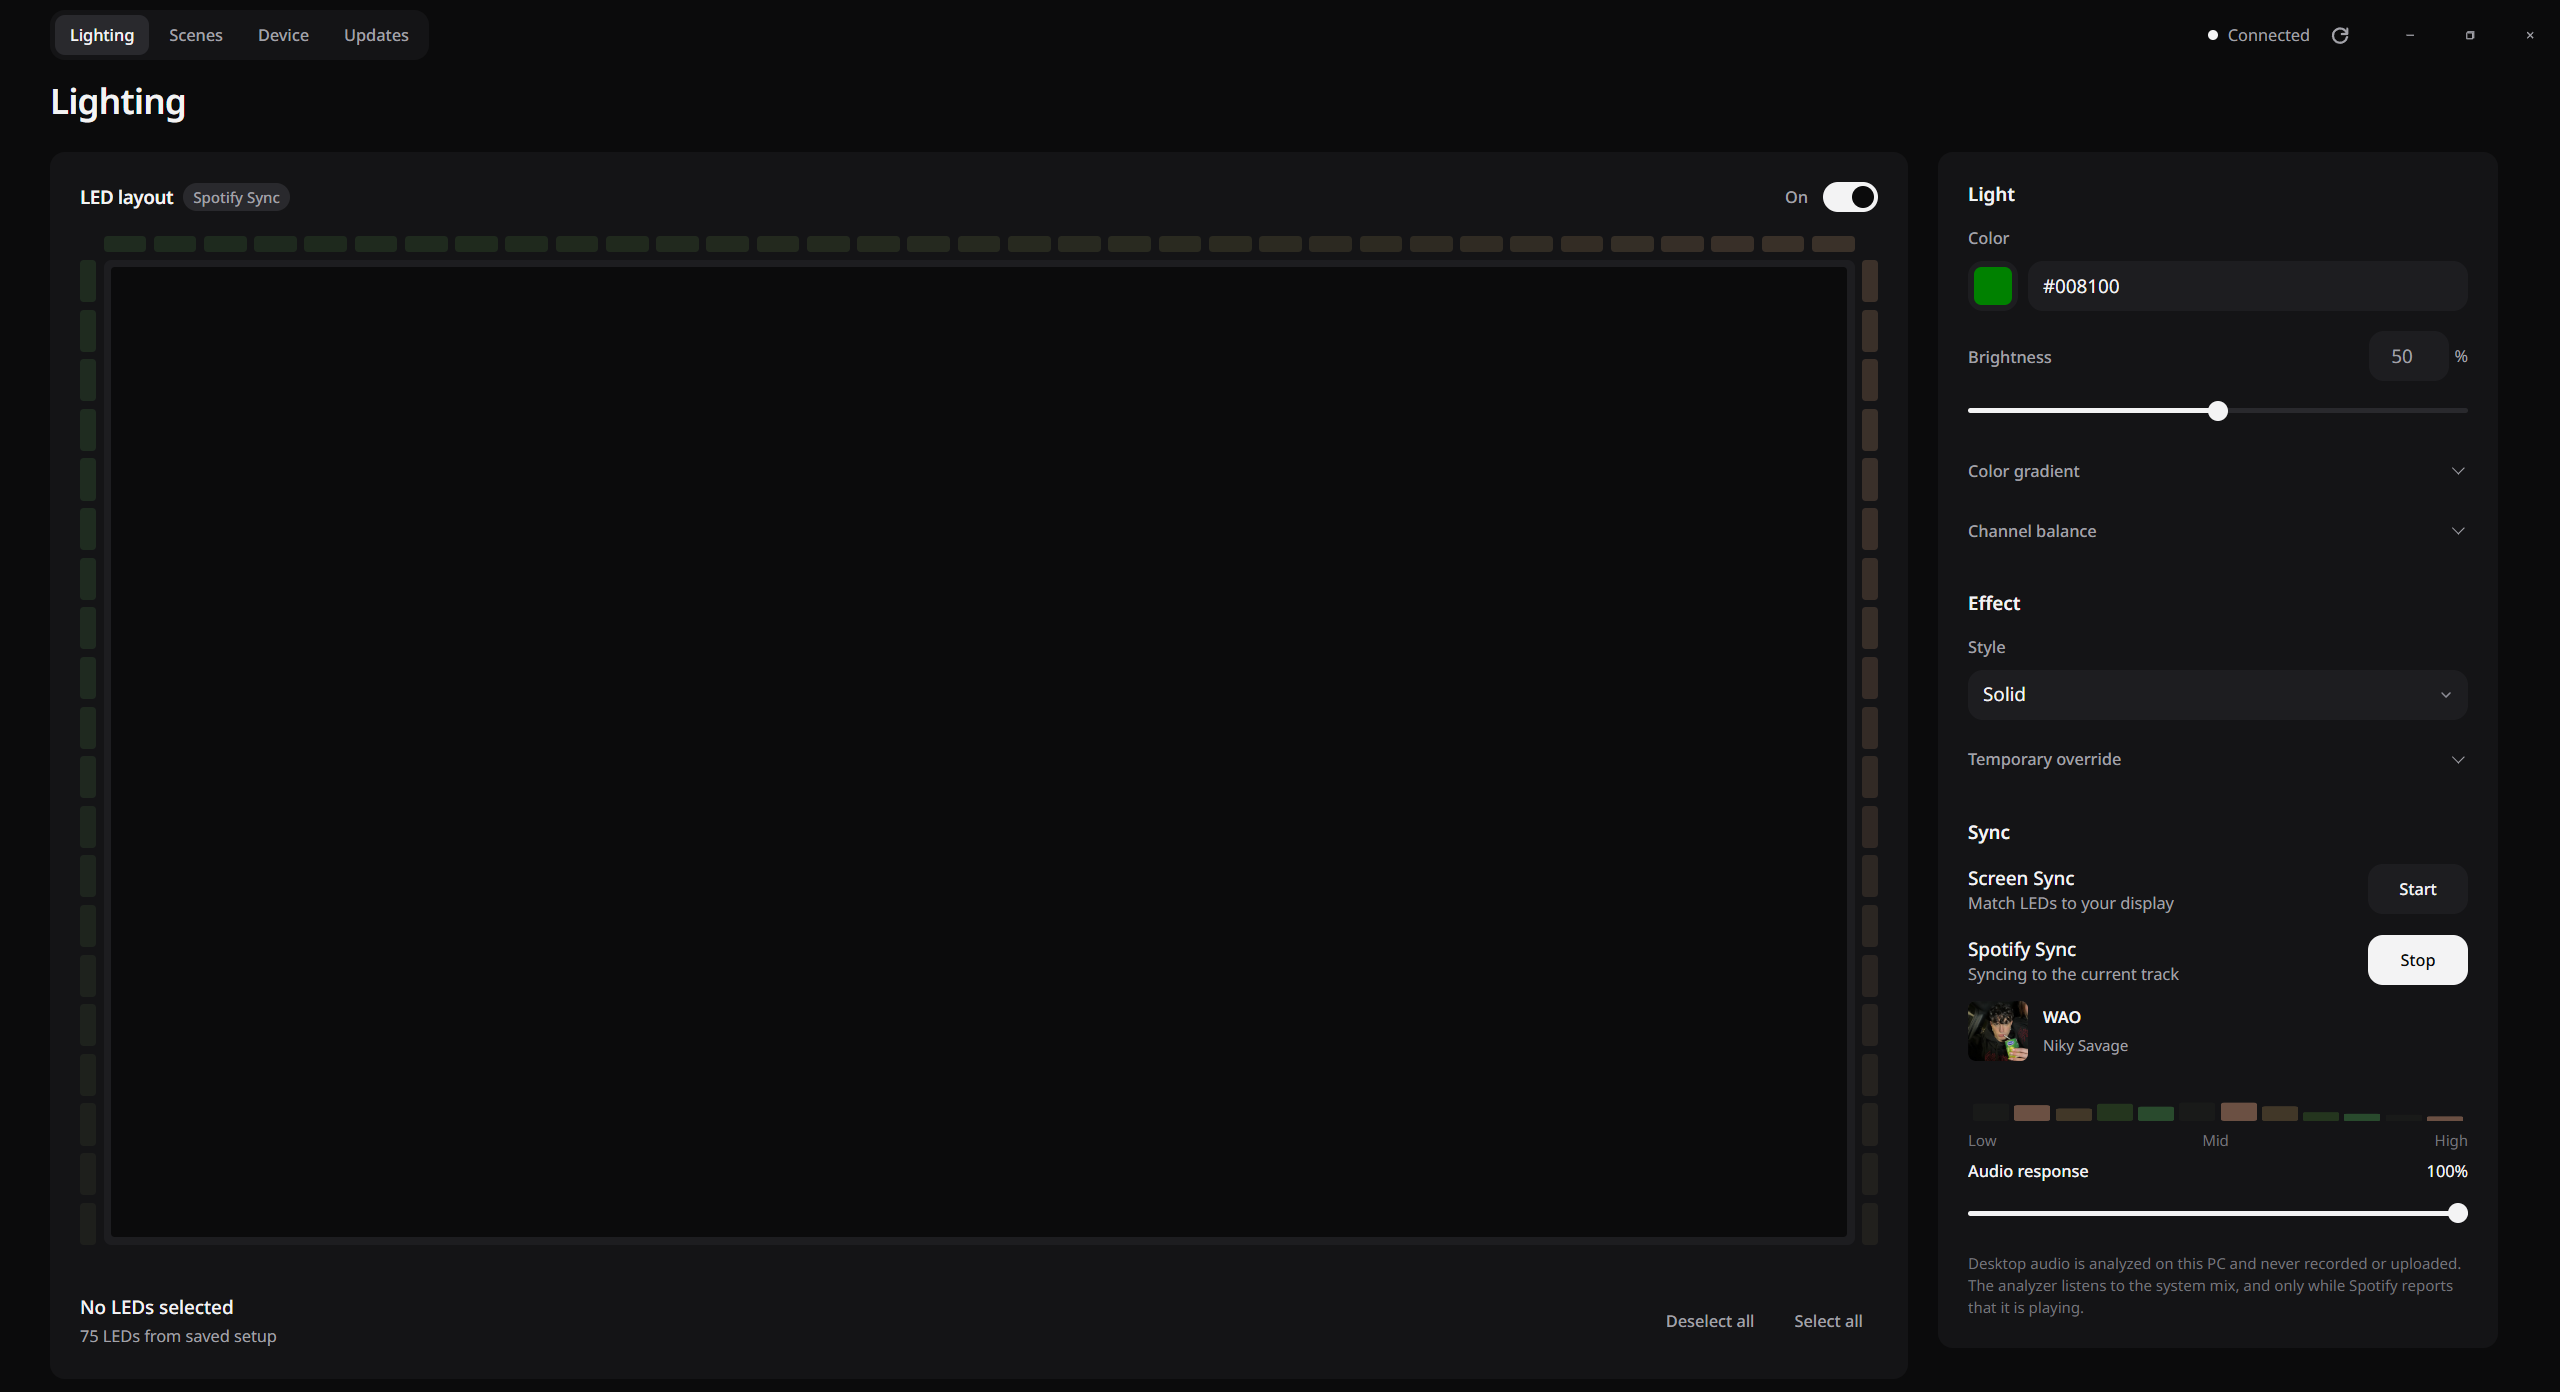 Lighting
Scenes
Device
Updates
Connected
Lighting
LED layout
Spotify Sync
On
No LEDs selected
75 LEDs from saved setup
Deselect all
Select all
Light
Color
#008100
Brightness
50
%
Color gradient
Channel balance
Effect
Style
Solid
Temporary override
Sync
Screen Sync
Match LEDs to your display
Start
Spotify Sync
Syncing to the current track
Stop
WAO
Niky Savage
Low
Mid
High
Audio response
100%
Desktop audio is analyzed on this PC and never recorded or uploaded.
The analyzer listens to the system mix, and only while Spotify reports
that it is playing.